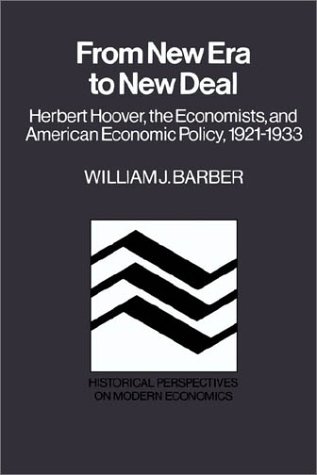 From New Era
to New Deal
Herbert Hoover, the Economists, and
American Economic Policy, 1921-1933
WILLIAM J. BARBER
HISTORICAL PERSPECTIVES
ON MODERN ECONOMICS